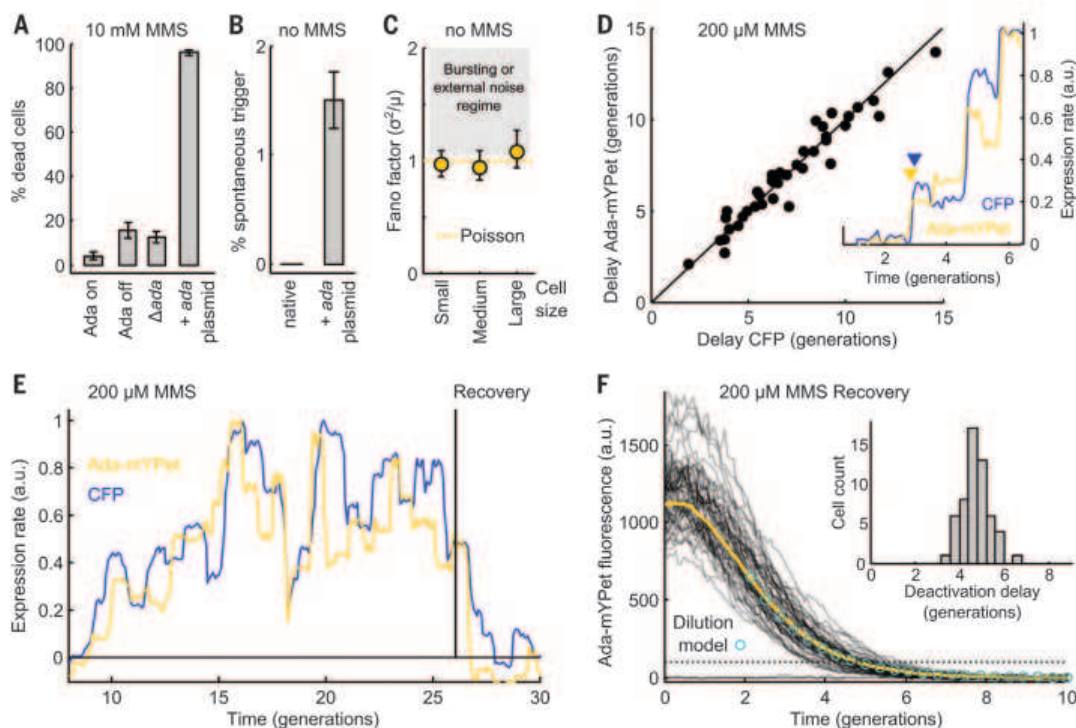 A
10 mM MMS
% dead cells
100
90
80
70
60
50
40
30
20
10
0
Ada on
Ada off
Δada
+ ada
plasmid
B
no MMS
% spontaneous trigger
2
1
0
native
+ ada
plasmid
C
no MMS
Fano factor (σ²/μ)
2
1
0
Bursting or
external noise
regime
Poisson
Small
Medium
Large
Cell
size
D
200 μM MMS
Delay Ada-mYPet (generations)
15
10
5
0
5
10
15
Delay CFP (generations)
CFP
Ada-mYPet
0
2
4
6
Time (generations)
1
0.8
0.6
0.4
0.2
0
Expression rate (a.u.)
E
200 μM MMS
Recovery
Ada-mYPet
CFP
Expression rate (a.u.)
1
0.8
0.6
0.4
0.2
0
10
15
20
25
30
Time (generations)
F
200 μM MMS Recovery
Ada-mYPet fluorescence (a.u.)
1500
1000
500
0
Dilution
model
0
2
4
6
8
10
Time (generations)
Cell count
15
10
5
0
0
2
4
6
8
Deactivation delay
(generations)